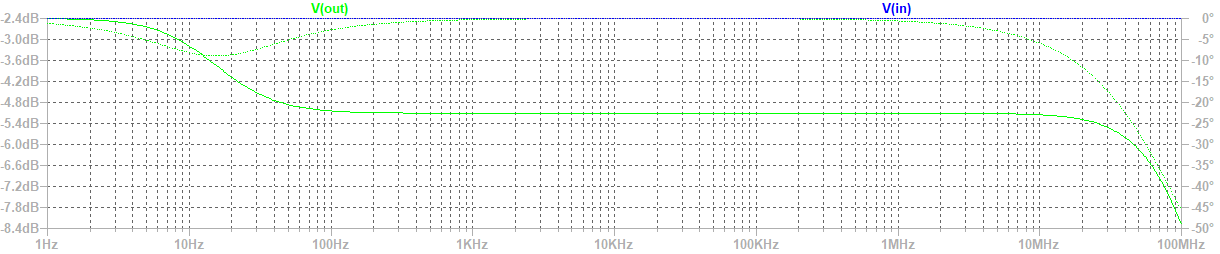 V(out) V(in)
-2.4dB 0°
-3.0dB -5°
-3.6dB -10°
-4.2dB -15°
-4.8dB -20°
-5.4dB -25°
-6.0dB -30°
-6.6dB -35°
-7.2dB -40°
-7.8dB -45°
-8.4dB -50°
1Hz 10Hz 100Hz 1KHz 10KHz 100KHz 1MHz 10MHz 100MHz